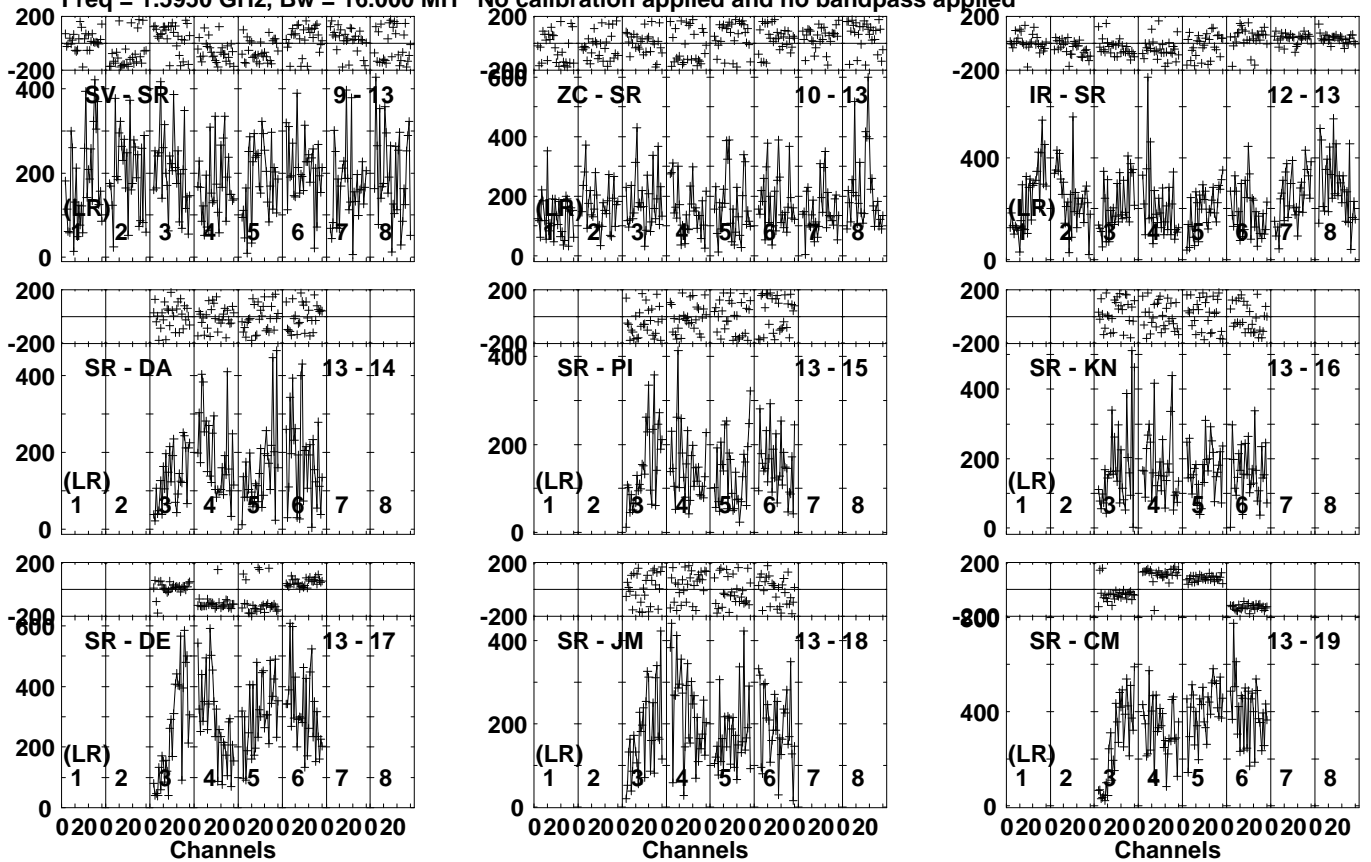 Freq = 1.5950 GHz, Bw = 16.000 MH No calibration applied and no bandpass applied
200
-200
400
200
0
SV - SR 9 - 13
(LR)
1 2 3 4 5 6 7 8
200
-200
600
400
200
0
ZC - SR 10 - 13
(LR)
1 2 3 4 5 6 7 8
200
-200
400
0
IR - SR 12 - 13
(LR)
1 2 3 4 5 6 7 8
200
-200
400
200
0
SR - DA 13 - 14
(LR)
1 2 3 4 5 6 7 8
200
-200
400
200
0
SR - PI 13 - 15
(LR)
1 2 3 4 5 6 7 8
200
-200
400
200
0
SR - KN 13 - 16
(LR)
1 2 3 4 5 6 7 8
200
-200
600
400
200
0
SR - DE 13 - 17
(LR)
1 2 3 4 5 6 7 8
200
-200
400
200
0
SR - JM 13 - 18
(LR)
1 2 3 4 5 6 7 8
200
-200
800
400
0
SR - CM 13 - 19
(LR)
1 2 3 4 5 6 7 8
0 20 0 20 0 20 0 20 0 20 0 20 0 20 0 20
Channels
0 20 0 20 0 20 0 20 0 20 0 20 0 20 0 20
Channels
0 20 0 20 0 20 0 20 0 20 0 20 0 20 0 20
Channels